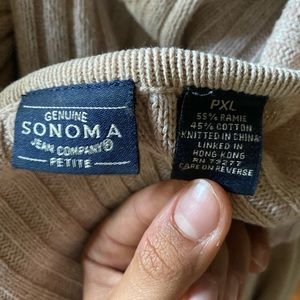 GENUINE
SONOMA
JEAN COMPANY®
PETITE
PXL
55% RAMIE
45% COTTON
KNITTED IN CHINA
LINKED IN
HONG KONG
RN 73277
CARE ON REVERSE